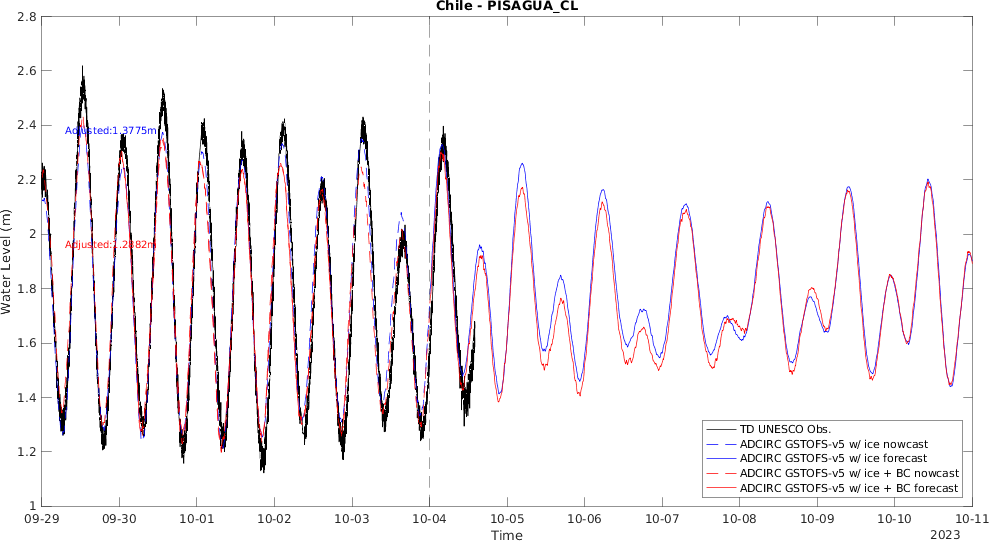 Chile - PISAGUA_CL
2.8
2.6
2.4
2.2
2
1.8
1.6
1.4
1.2
1
Water Level (m)
Adjusted:1.3775m
Adjusted:1.2882m
TD UNESCO Obs.
ADCIRC GSTOFS-v5 w/ ice nowcast
ADCIRC GSTOFS-v5 w/ ice forecast
ADCIRC GSTOFS-v5 w/ ice + BC nowcast
ADCIRC GSTOFS-v5 w/ ice + BC forecast
09-29 09-30 10-01 10-02 10-03 10-04 10-05 10-06 10-07 10-08 10-09 10-10 10-11
Time
2023